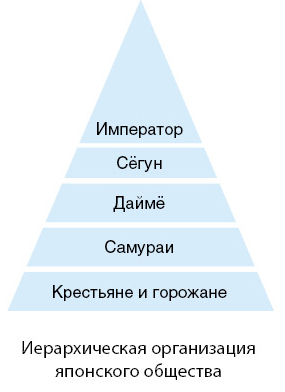 Император
Сёгун
Даймё
Самураи
Крестьяне и горожане
Иерархическая организация
японского общества